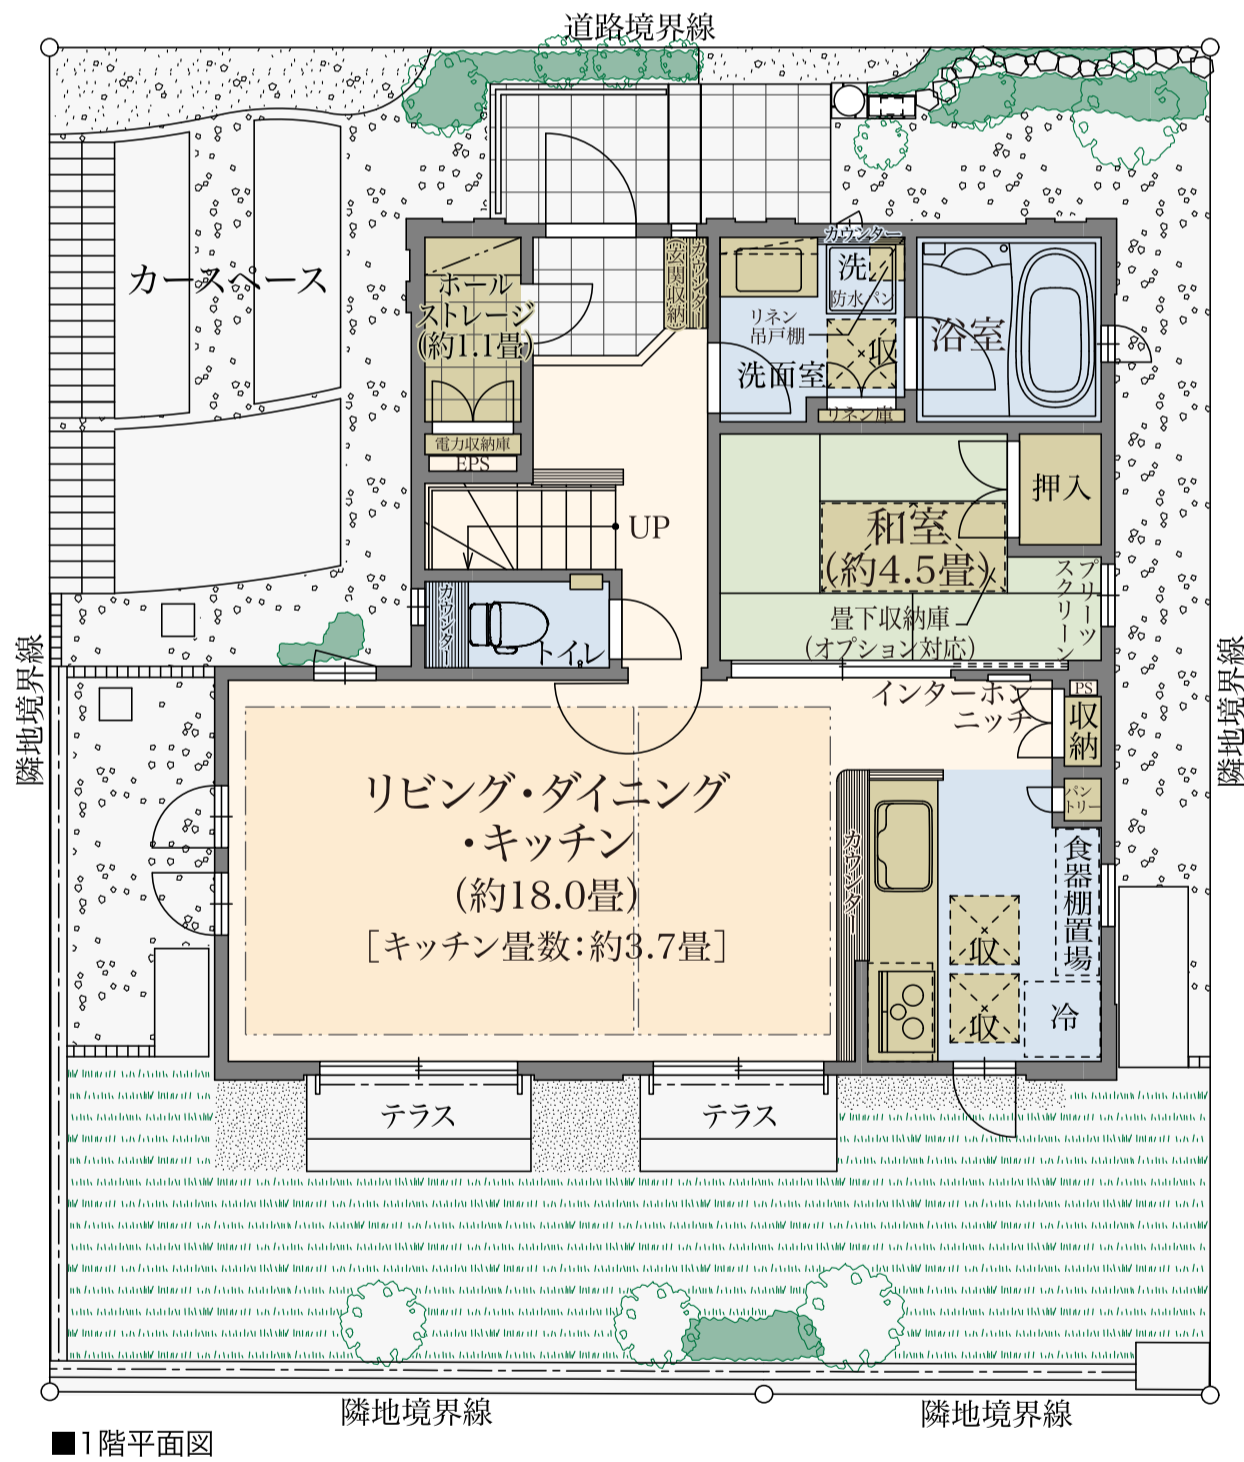 道路境界線
カースペース
ホール
ストレージ
(約1.1畳)
カウンター
(玄関収納)
カウンター
洗
防水パン
リネン
吊戸棚
収
洗面室
リネン庫
浴室
電力収納庫
EPS
UP
押入
和室
(約4.5畳)
畳下収納庫
(オプション対応)
プリーツ
スクリーン
カウンター
トイレ
隣地境界線
隣地境界線
インターホン
ニッチ
PS
収納
パン
トリー
リビング・ダイニング
・キッチン
(約18.0畳)
[キッチン畳数:約3.7畳]
カウンター
食器棚置場
収
収
冷
テラス
テラス
隣地境界線
隣地境界線
■1階平面図